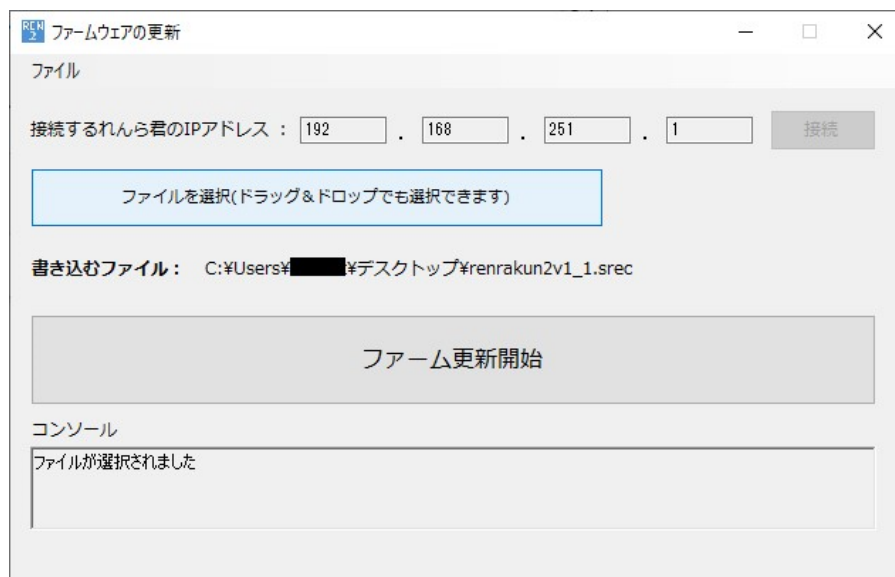 REN
2
ファームウェアの更新
ファイル
接続するれんら君のIPアドレス : 192 . 168 . 251 . 1 接続
ファイルを選択(ドラッグ&ドロップでも選択できます)
書き込むファイル : C:¥Users¥ ¥デスクトップ¥renrakun2v1_1.srec
ファーム更新開始
コンソール
ファイルが選択されました